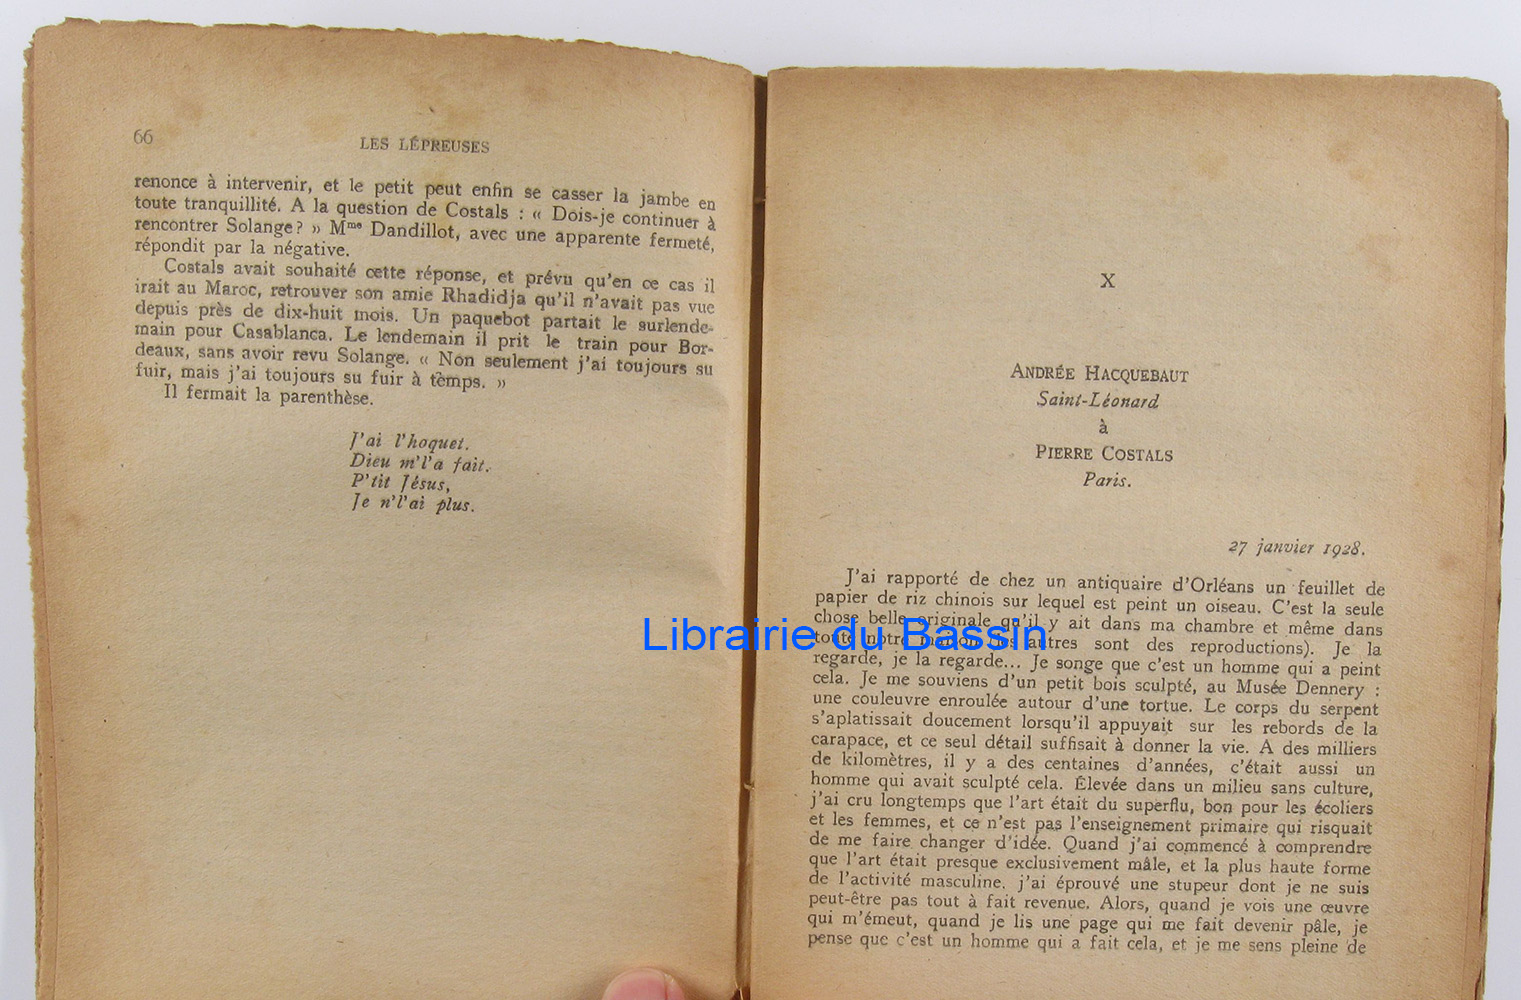 66
LES LÉPREUSES
renonce à intervenir, et le petit peut enfin se casser la jambe en
toute tranquillité. A la question de Costals : « Dois-je continuer à
rencontrer Solange? » Mme Dandillot, avec une apparente fermeté,
répondit par la négative.
Costals avait souhaité cette réponse, et prévu qu'en ce cas il
irait au Maroc, retrouver son amie Rhadidja qu'il n'avait pas vue
depuis près de dix-huit mois. Un paquebot partait le surlende-
main pour Casablanca. Le lendemain il prit le train pour Bor-
deaux, sans avoir revu Solange. « Non seulement j'ai toujours su
fuir, mais j'ai toujours su fuir à temps. »
Il fermait la parenthèse.
J'ai l'hoquet.
Dieu m'l'a fait.
P'tit Jésus,
Je n'l'ai plus.
X
ANDRÉE HACQUEBAUT
Saint-Léonard
à
PIERRE COSTALS
Paris.
27 janvier 1928.
J'ai rapporté de chez un antiquaire d'Orléans un feuillet de
papier de riz chinois sur lequel est peint un oiseau. C'est la seule
chose belle originale qu'il y ait dans ma chambre et même dans
toute notre maison (les autres sont des reproductions). Je la
regarde, je la regarde... Je songe que c'est un homme qui a peint
cela. Je me souviens d'un petit bois sculpté, au Musée Dennery :
une couleuvre enroulée autour d'une tortue. Le corps du serpent
s'aplatissait doucement lorsqu'il appuyait sur les rebords de la
carapace, et ce seul détail suffisait à donner la vie. A des milliers
de kilomètres, il y a des centaines d'années, c'était aussi un
homme qui avait sculpté cela. Élevée dans un milieu sans culture,
j'ai cru longtemps que l'art était du superflu, bon pour les écoliers
et les femmes, et ce n'est pas l'enseignement primaire qui risquait
de me faire changer d'idée. Quand j'ai commencé à comprendre
que l'art était presque exclusivement mâle, et la plus haute forme
de l'activité masculine, j'ai éprouvé une stupeur dont je ne suis
peut-être pas tout à fait revenue. Alors, quand je vois une œuvre
qui m'émeut, quand je lis une page qui me fait devenir pâle, je
pense que c'est un homme qui a fait cela, et je me sens pleine de
Librairie du Bassin